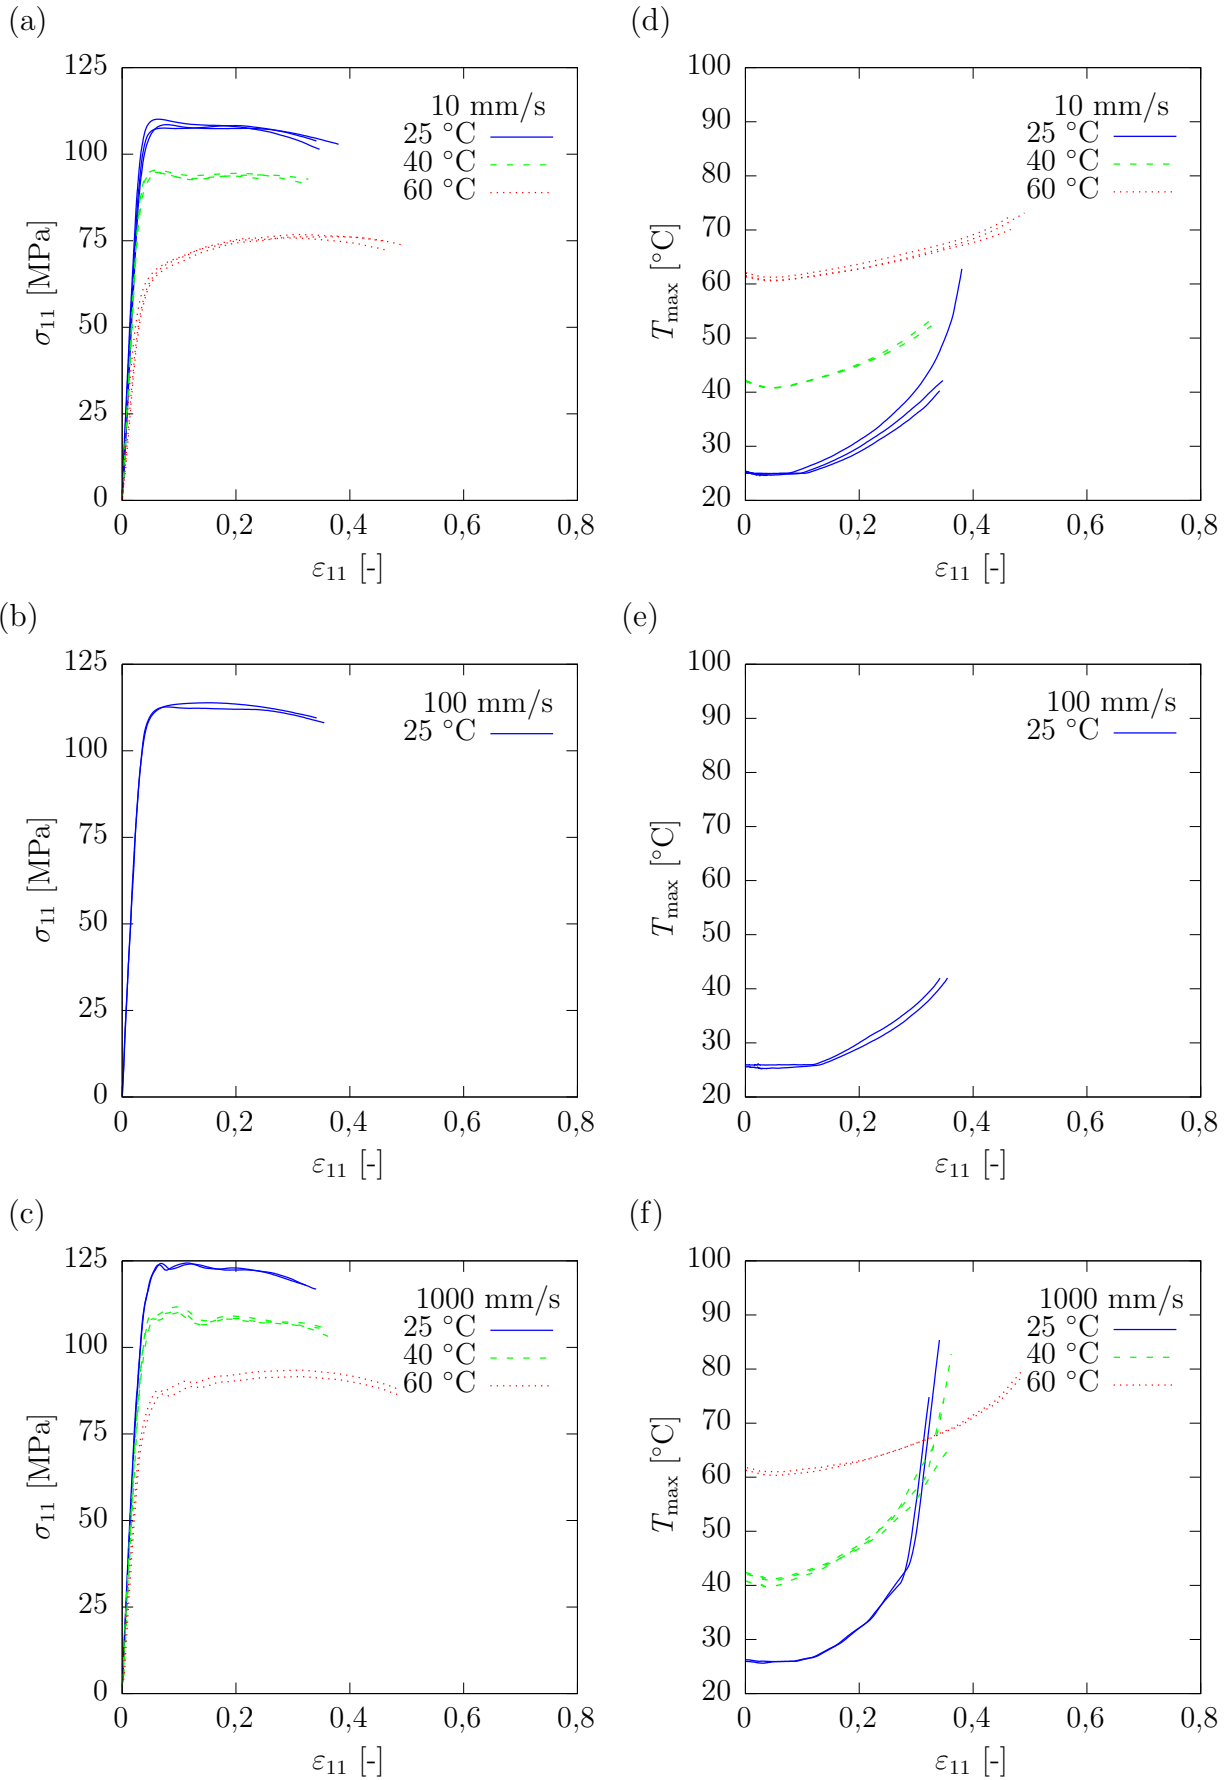 (a)
125
100
75
50
25
0
0 0,2 0,4 0,6 0,8
σ11 [MPa]
ε11 [-]
10 mm/s
25 °C
40 °C
60 °C
(d)
100
90
80
70
60
50
40
30
20
0 0,2 0,4 0,6 0,8
Tmax [°C]
ε11 [-]
10 mm/s
25 °C
40 °C
60 °C
(b)
125
100
75
50
25
0
0 0,2 0,4 0,6 0,8
σ11 [MPa]
ε11 [-]
100 mm/s
25 °C
(e)
100
90
80
70
60
50
40
30
20
0 0,2 0,4 0,6 0,8
Tmax [°C]
ε11 [-]
100 mm/s
25 °C
(c)
125
100
75
50
25
0
0 0,2 0,4 0,6 0,8
σ11 [MPa]
ε11 [-]
1000 mm/s
25 °C
40 °C
60 °C
(f)
100
90
80
70
60
50
40
30
20
0 0,2 0,4 0,6 0,8
Tmax [°C]
ε11 [-]
1000 mm/s
25 °C
40 °C
60 °C